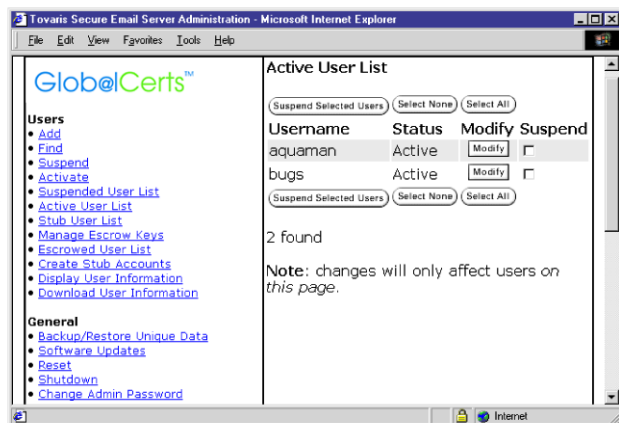 Tovaris Secure Email Server Administration - Microsoft Internet Explorer
File Edit View Favorites Tools Help
Glob@lCerts™
Users
• Add
• Find
• Suspend
• Activate
• Suspended User List
• Active User List
• Stub User List
• Manage Escrow Keys
• Escrowed User List
• Create Stub Accounts
• Display User Information
• Download User Information
General
• Backup/Restore Unique Data
• Software Updates
• Reset
• Shutdown
• Change Admin Password
Active User List
Suspend Selected Users Select None Select All
Username Status Modify Suspend
aquaman Active Modify
bugs Active Modify
Suspend Selected Users Select None Select All
2 found
Note: changes will only affect users on
this page.
Internet